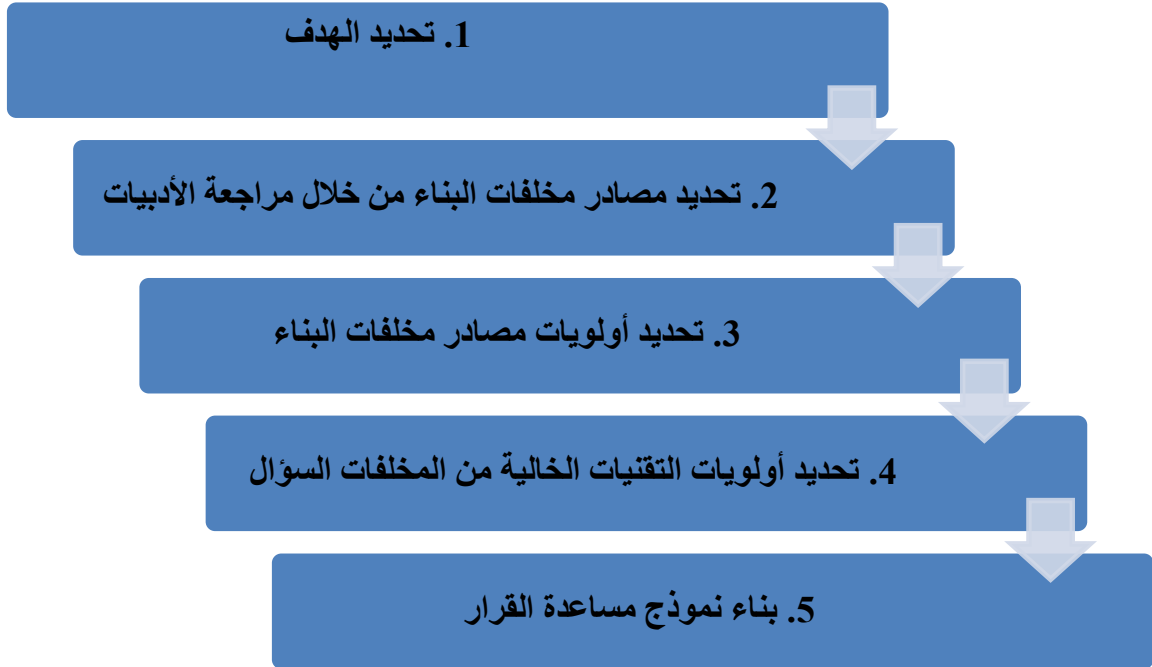 1. تحديد الهدف
2. تحديد مصادر مخلفات البناء من خلال مراجعة الأدبيات
3. تحديد أولويات مصادر مخلفات البناء
4. تحديد أولويات التقنيات الخالية من المخلفات السؤال
5. بناء نموذج مساعدة القرار